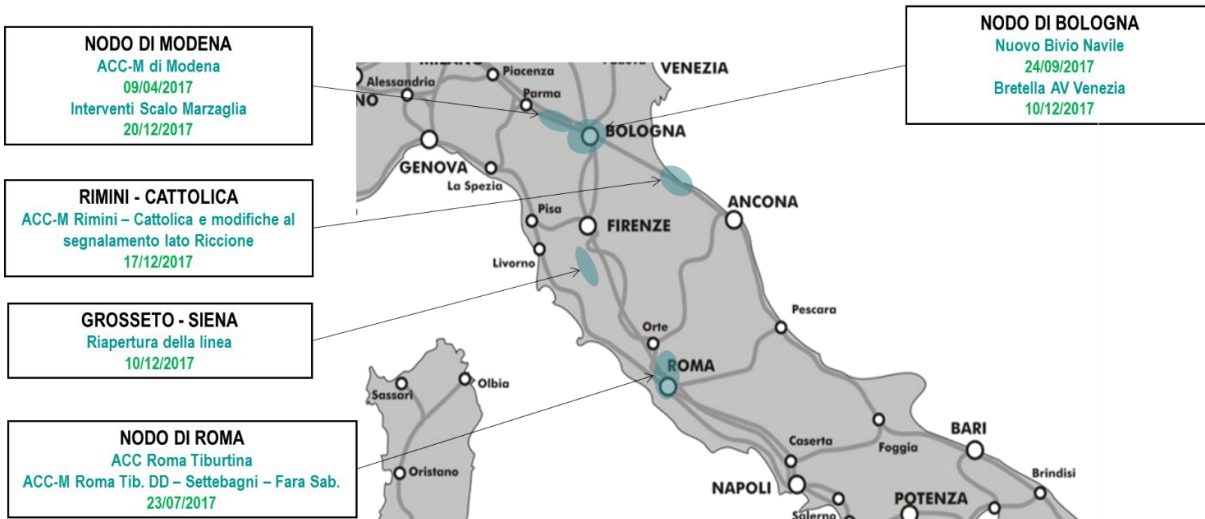 NODO DI MODENA
ACC-M di Modena
09/04/2017
Interventi Scalo Marzaglia
20/12/2017
RIMINI - CATTOLICA
ACC-M Rimini – Cattolica e modifiche al
segnalamento lato Riccione
17/12/2017
GROSSETO - SIENA
Riapertura della linea
10/12/2017
NODO DI ROMA
ACC Roma Tiburtina
ACC-M Roma Tib. DD – Settebagni – Fara Sab.
23/07/2017
NODO DI BOLOGNA
Nuovo Bivio Navile
24/09/2017
Bretella AV Venezia
10/12/2017
VENEZIA
Piacenza
Alessandria
NO
Parma
BOLOGNA
GENOVA
La Spezia
Pisa
FIRENZE
ANCONA
Livorno
Pescara
Orte
ROMA
Olbia
Sassari
Oristano
Caserta
Foggia
BARI
Brindisi
NAPOLI
POTENZA
Salerno